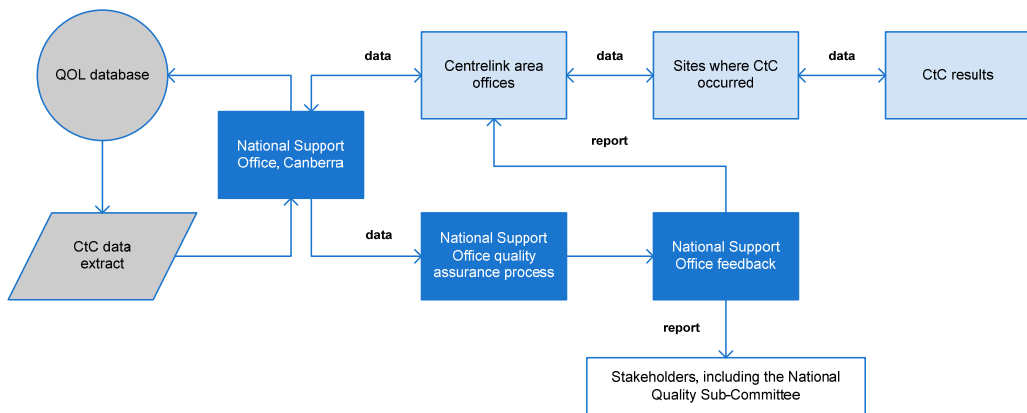 QOL database
data
Centrelink area
offices
data
Sites where CtC
occurred
data
CtC results
National Support
Office, Canberra
report
CtC data
extract
data
National Support
Office quality
assurance process
National Support
Office feedback
report
Stakeholders, including the National
Quality Sub-Committee